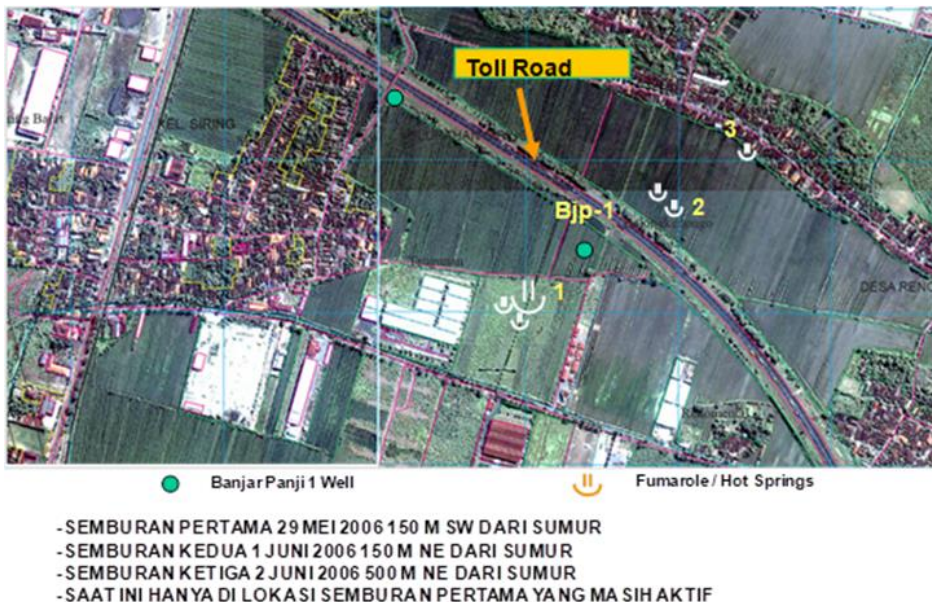 Toll Road
KEL. SIRING
3
Bjp-1
2
1
DESA RENO
Banjar Panji 1 Well
Fumarole / Hot Springs
-SEMBURAN PERTAMA 29 MEI 2006 150 M SW DARI SUMUR
-SEMBURAN KEDUA 1 JUNI 2006 150 M NE DARI SUMUR
-SEMBURAN KETIGA 2 JUNI 2006 500 M NE DARI SUMUR
-SAAT INI HANYA DI LOKASI SEMBURAN PERTAMA YANG MASIH AKTIF